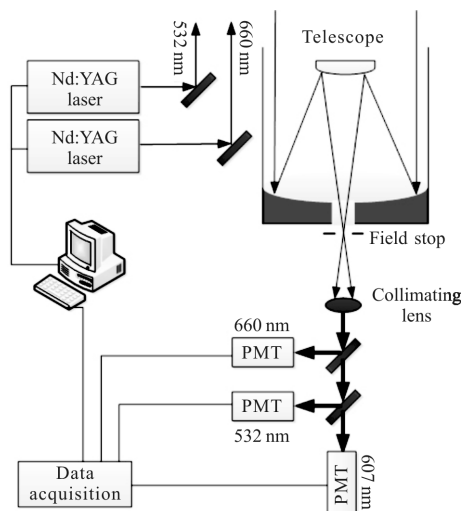 532 nm
660 nm
Telescope
Nd:YAG
laser
Nd:YAG
laser
Field stop
Collimating
lens
660 nm
PMT
PMT
532 nm
Data
acquisition
PMT
607 nm